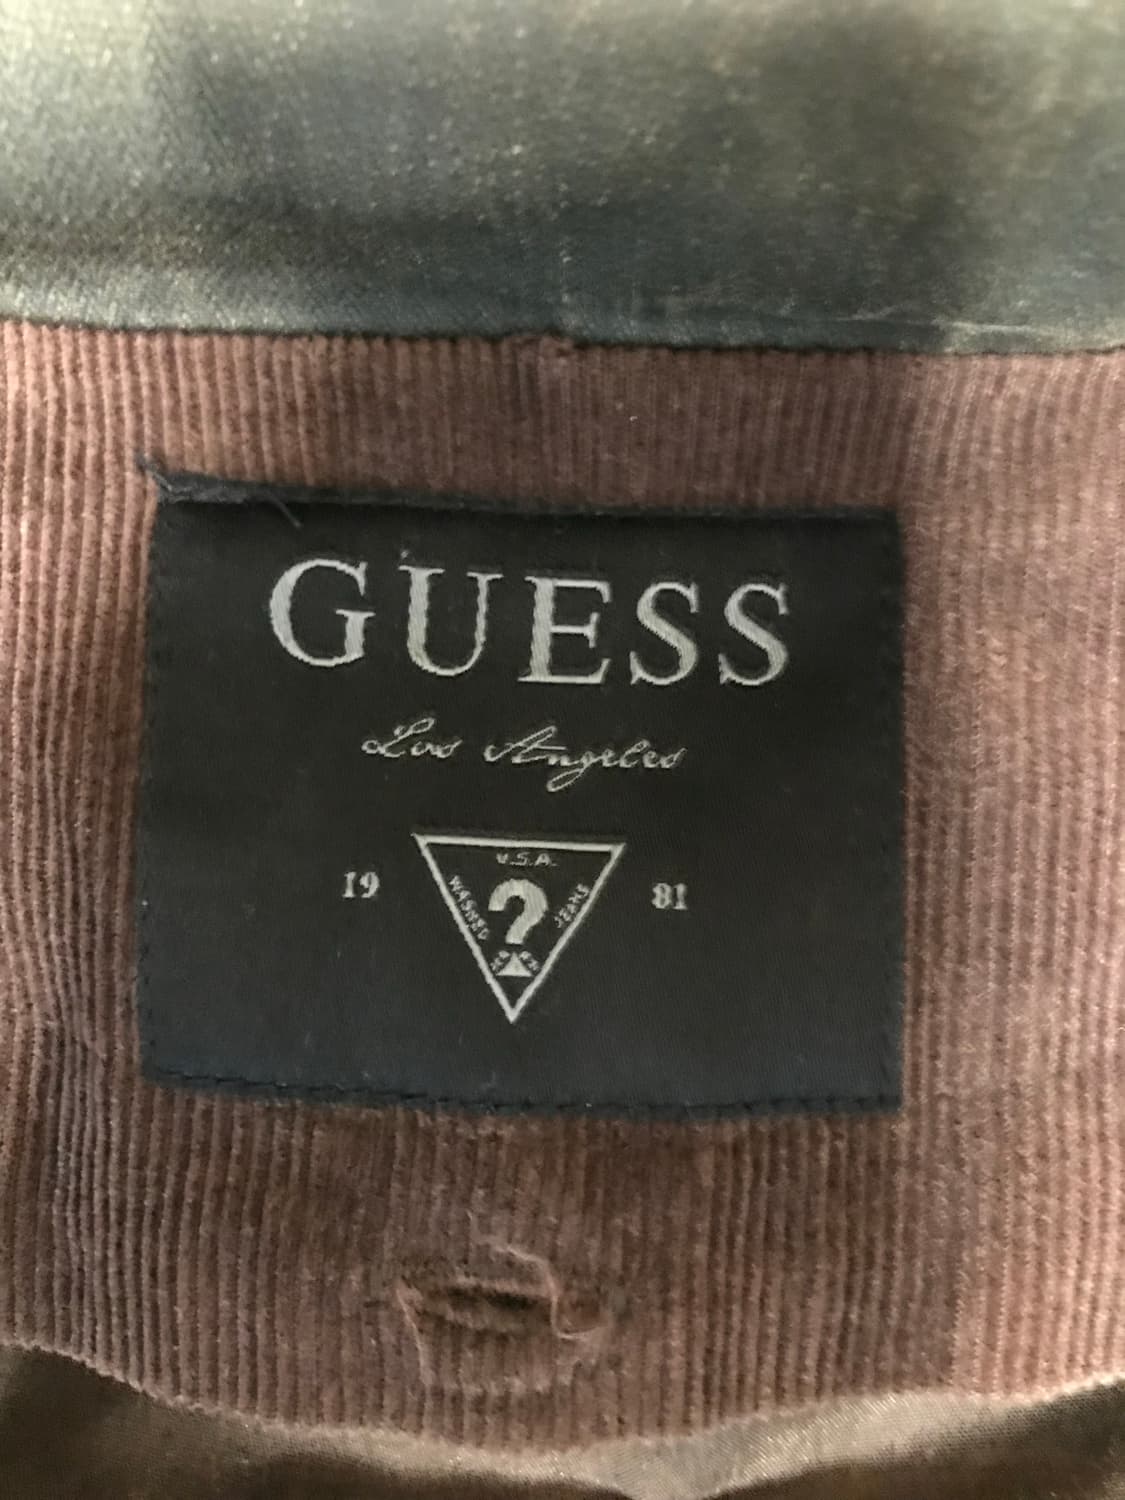 GUESS
Los Angeles
19 81
U.S.A.
WASHED ? JEANS